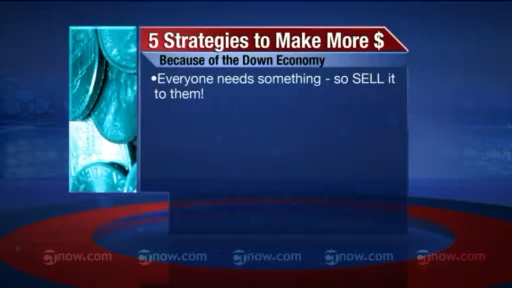 5 Strategies to Make More $
Because of the Down Economy
•Everyone needs something - so SELL it
to them!
now.com now.com now.com now.com now.com